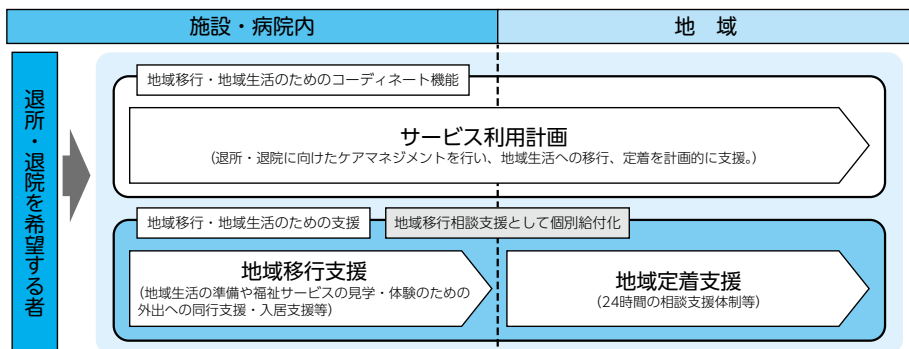 施設・病院内
地　域
退所・退院を希望する者
地域移行・地域生活のためのコーディネート機能
サービス利用計画
(退所・退院に向けたケアマネジメントを行い、地域生活への移行、定着を計画的に支援。)
地域移行・地域生活のための支援
地域移行相談支援として個別給付化
地域移行支援
(地域生活の準備や福祉サービスの見学・体験のための
外出への同行支援・入居支援等)
地域定着支援
(24時間の相談支援体制等)